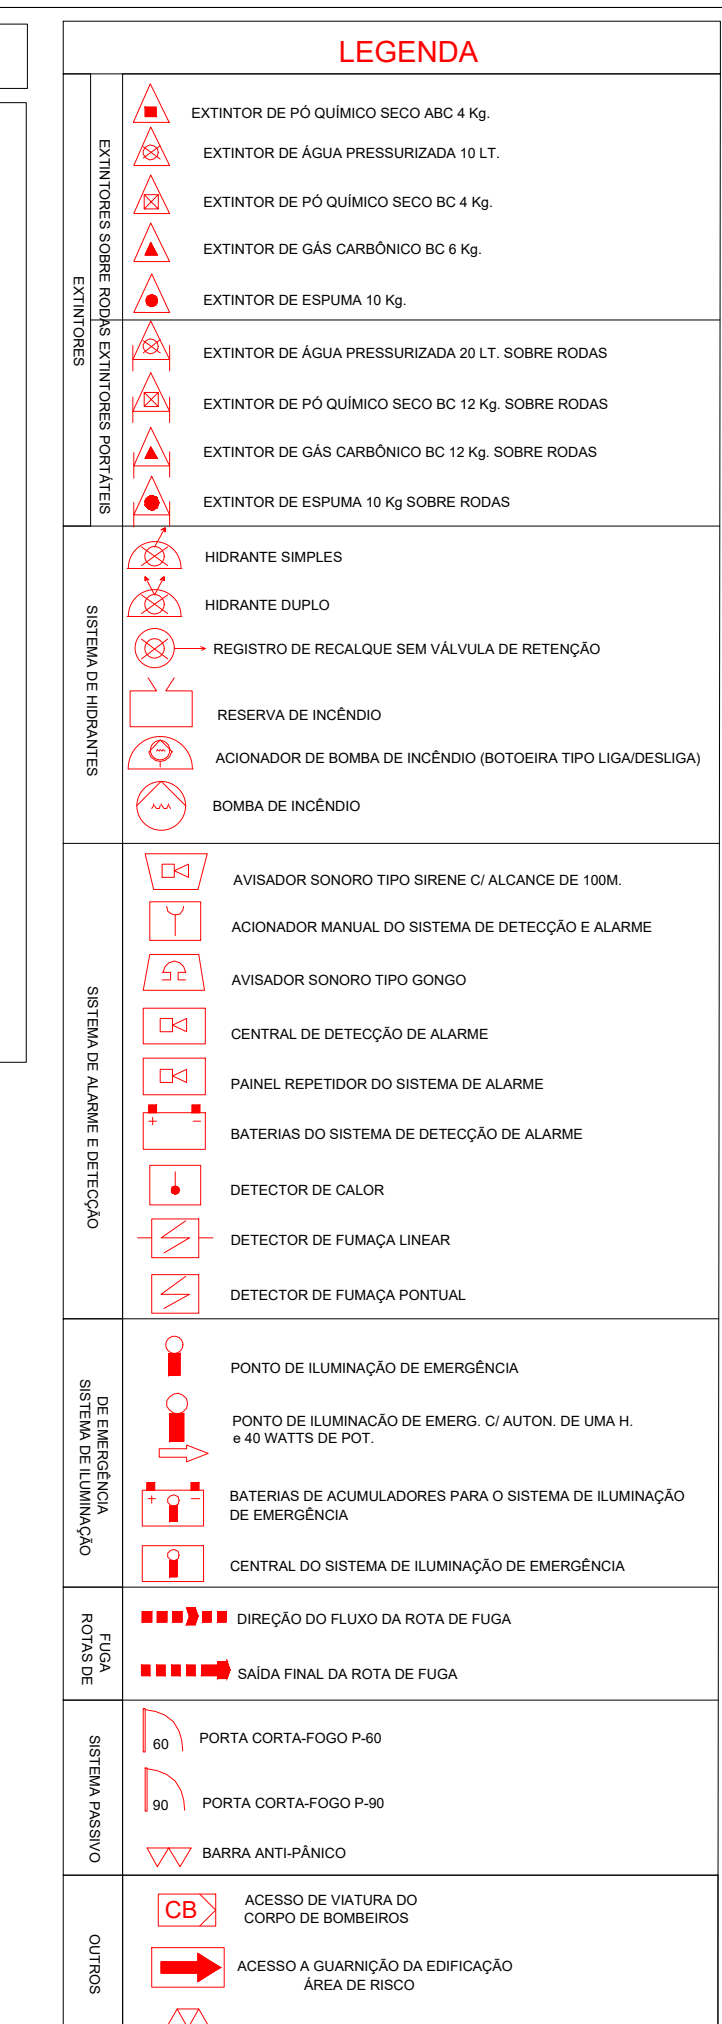 LEGENDA
EXTINTORES
EXTINTORES SOBRE RODAS EXTINTORES PORTÁTEIS
EXTINTOR DE PÓ QUÍMICO SECO ABC 4 Kg.
EXTINTOR DE ÁGUA PRESSURIZADA 10 LT.
EXTINTOR DE PÓ QUÍMICO SECO BC 4 Kg.
EXTINTOR DE GÁS CARBÔNICO BC 6 Kg.
EXTINTOR DE ESPUMA 10 Kg.
EXTINTOR DE ÁGUA PRESSURIZADA 20 LT. SOBRE RODAS
EXTINTOR DE PÓ QUÍMICO SECO BC 12 Kg. SOBRE RODAS
EXTINTOR DE GÁS CARBÔNICO BC 12 Kg. SOBRE RODAS
EXTINTOR DE ESPUMA 10 Kg SOBRE RODAS
SISTEMA DE HIDRANTES
HIDRANTE SIMPLES
HIDRANTE DUPLO
REGISTRO DE RECALQUE SEM VÁLVULA DE RETENÇÃO
RESERVA DE INCÊNDIO
ACIONADOR DE BOMBA DE INCÊNDIO (BOTOEIRA TIPO LIGA/DESLIGA)
BOMBA DE INCÊNDIO
SISTEMA DE ALARME E DETECÇÃO
AVISADOR SONORO TIPO SIRENE C/ ALCANCE DE 100M.
ACIONADOR MANUAL DO SISTEMA DE DETECÇÃO E ALARME
AVISADOR SONORO TIPO GONGO
CENTRAL DE DETECÇÃO DE ALARME
PAINEL REPETIDOR DO SISTEMA DE ALARME
+ −
BATERIAS DO SISTEMA DE DETECÇÃO DE ALARME
DETECTOR DE CALOR
DETECTOR DE FUMAÇA LINEAR
DETECTOR DE FUMAÇA PONTUAL
DE EMERGÊNCIA
SISTEMA DE ILUMINAÇÃO
PONTO DE ILUMINAÇÃO DE EMERGÊNCIA
PONTO DE ILUMINACÃO DE EMERG. C/ AUTON. DE UMA H.
e 40 WATTS DE POT.
+ −
BATERIAS DE ACUMULADORES PARA O SISTEMA DE ILUMINAÇÃO
DE EMERGÊNCIA
CENTRAL DO SISTEMA DE ILUMINAÇÃO DE EMERGÊNCIA
FUGA
ROTAS DE
DIREÇÃO DO FLUXO DA ROTA DE FUGA
SAÍDA FINAL DA ROTA DE FUGA
SISTEMA PASSIVO
60 PORTA CORTA-FOGO P-60
90 PORTA CORTA-FOGO P-90
BARRA ANTI-PÂNICO
OUTROS
CB
ACESSO DE VIATURA DO
CORPO DE BOMBEIROS
ACESSO A GUARNIÇÃO DA EDIFICAÇÃO
ÁREA DE RISCO